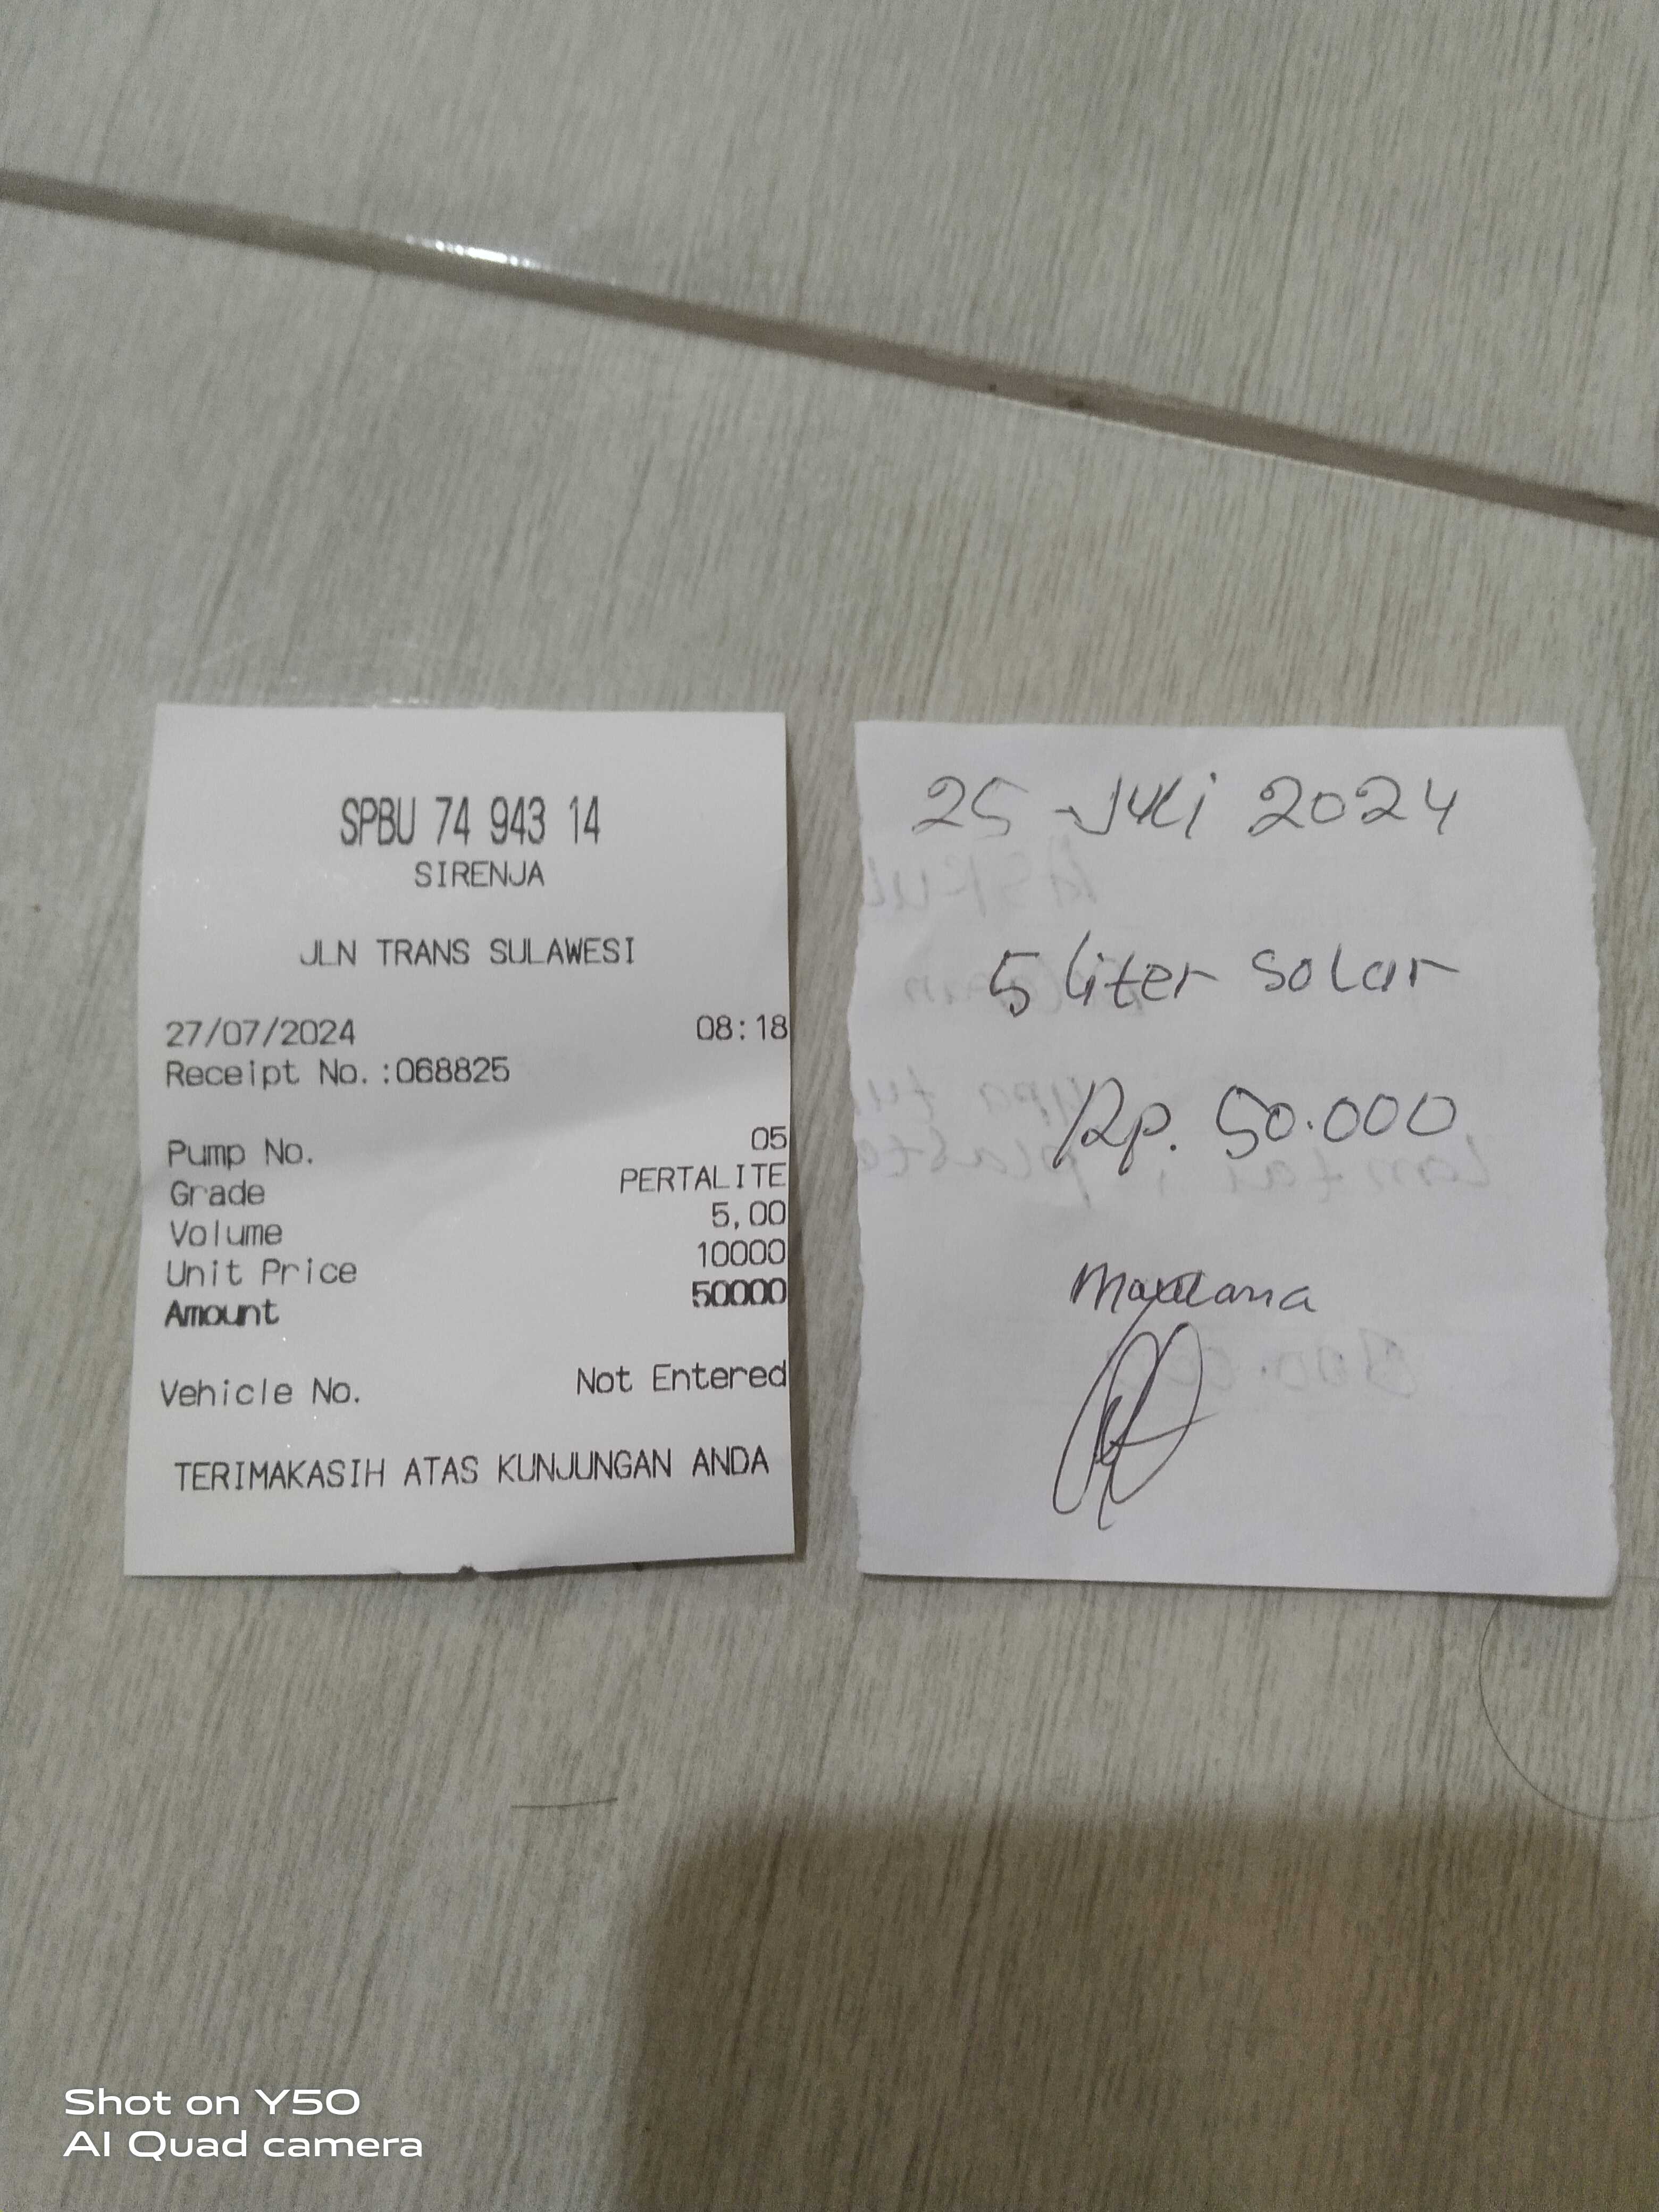 SPBU 74 943 14
SIRENJA
JLN TRANS SULAWESI
27/07/2024 08:18
Receipt No.:068825
Pump No. 05
Grade PERTALITE
Volume 5,00
Unit Price 10000
Amount 50000
Vehicle No. Not Entered
TERIMAKASIH ATAS KUNJUNGAN ANDA
25 Juli 2024
5 liter solar
Rp. 50.000
Maulana
Shot on Y50
AI Quad camera